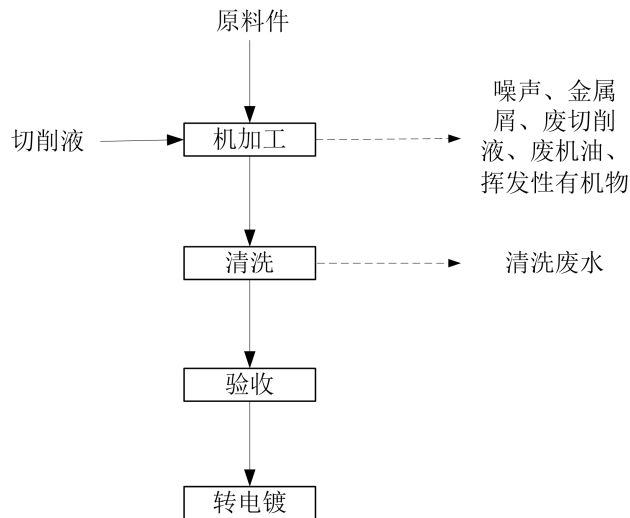 原料件
切削液
机加工
噪声、金属
屑、废切削
液、废机油、
挥发性有机物
清洗
清洗废水
验收
转电镀